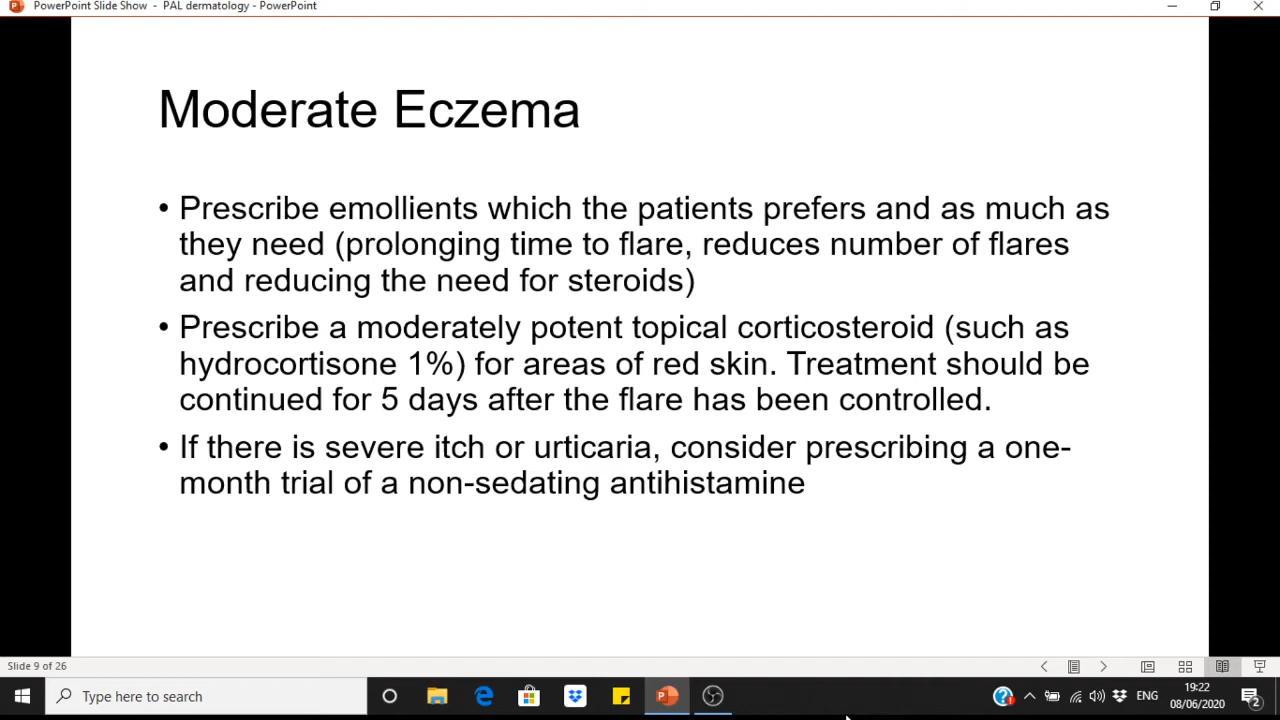 PowerPoint Slide Show - PAL dermatology - PowerPoint
Moderate Eczema
• Prescribe emollients which the patients prefers and as much as
they need (prolonging time to flare, reduces number of flares
and reducing the need for steroids)
• Prescribe a moderately potent topical corticosteroid (such as
hydrocortisone 1%) for areas of red skin. Treatment should be
continued for 5 days after the flare has been controlled.
• If there is severe itch or urticaria, consider prescribing a one-
month trial of a non-sedating antihistamine
Slide 9 of 26
Type here to search
ENG
19:22
08/06/2020
2